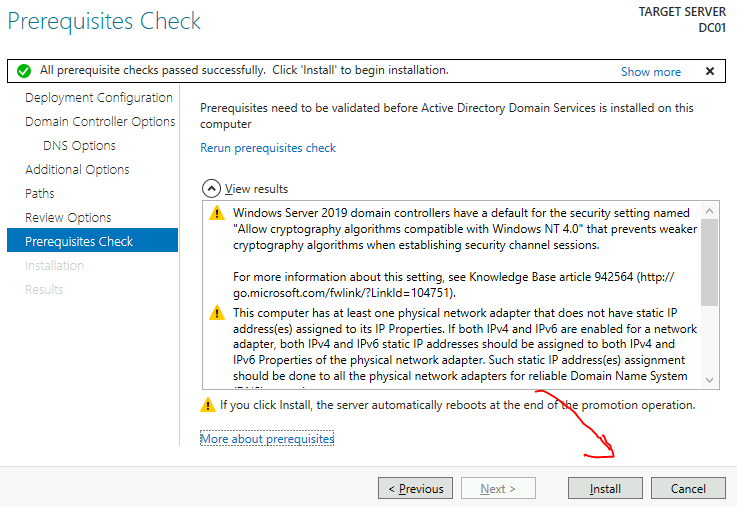 Prerequisites Check
TARGET SERVER
DC01
All prerequisite checks passed successfully.  Click 'Install' to begin installation.
Show more
Deployment Configuration
Domain Controller Options
DNS Options
Additional Options
Paths
Review Options
Prerequisites Check
Installation
Results
Prerequisites need to be validated before Active Directory Domain Services is installed on this
computer
Rerun prerequisites check
View results
Windows Server 2019 domain controllers have a default for the security setting named
"Allow cryptography algorithms compatible with Windows NT 4.0" that prevents weaker
cryptography algorithms when establishing security channel sessions.
For more information about this setting, see Knowledge Base article 942564 (http://
go.microsoft.com/fwlink/?LinkId=104751).
This computer has at least one physical network adapter that does not have static IP
address(es) assigned to its IP Properties. If both IPv4 and IPv6 are enabled for a network
adapter, both IPv4 and IPv6 static IP addresses should be assigned to both IPv4 and
IPv6 Properties of the physical network adapter. Such static IP address(es) assignment
should be done to all the physical network adapters for reliable Domain Name System
If you click Install, the server automatically reboots at the end of the promotion operation.
More about prerequisites
< Previous
Next >
Install
Cancel